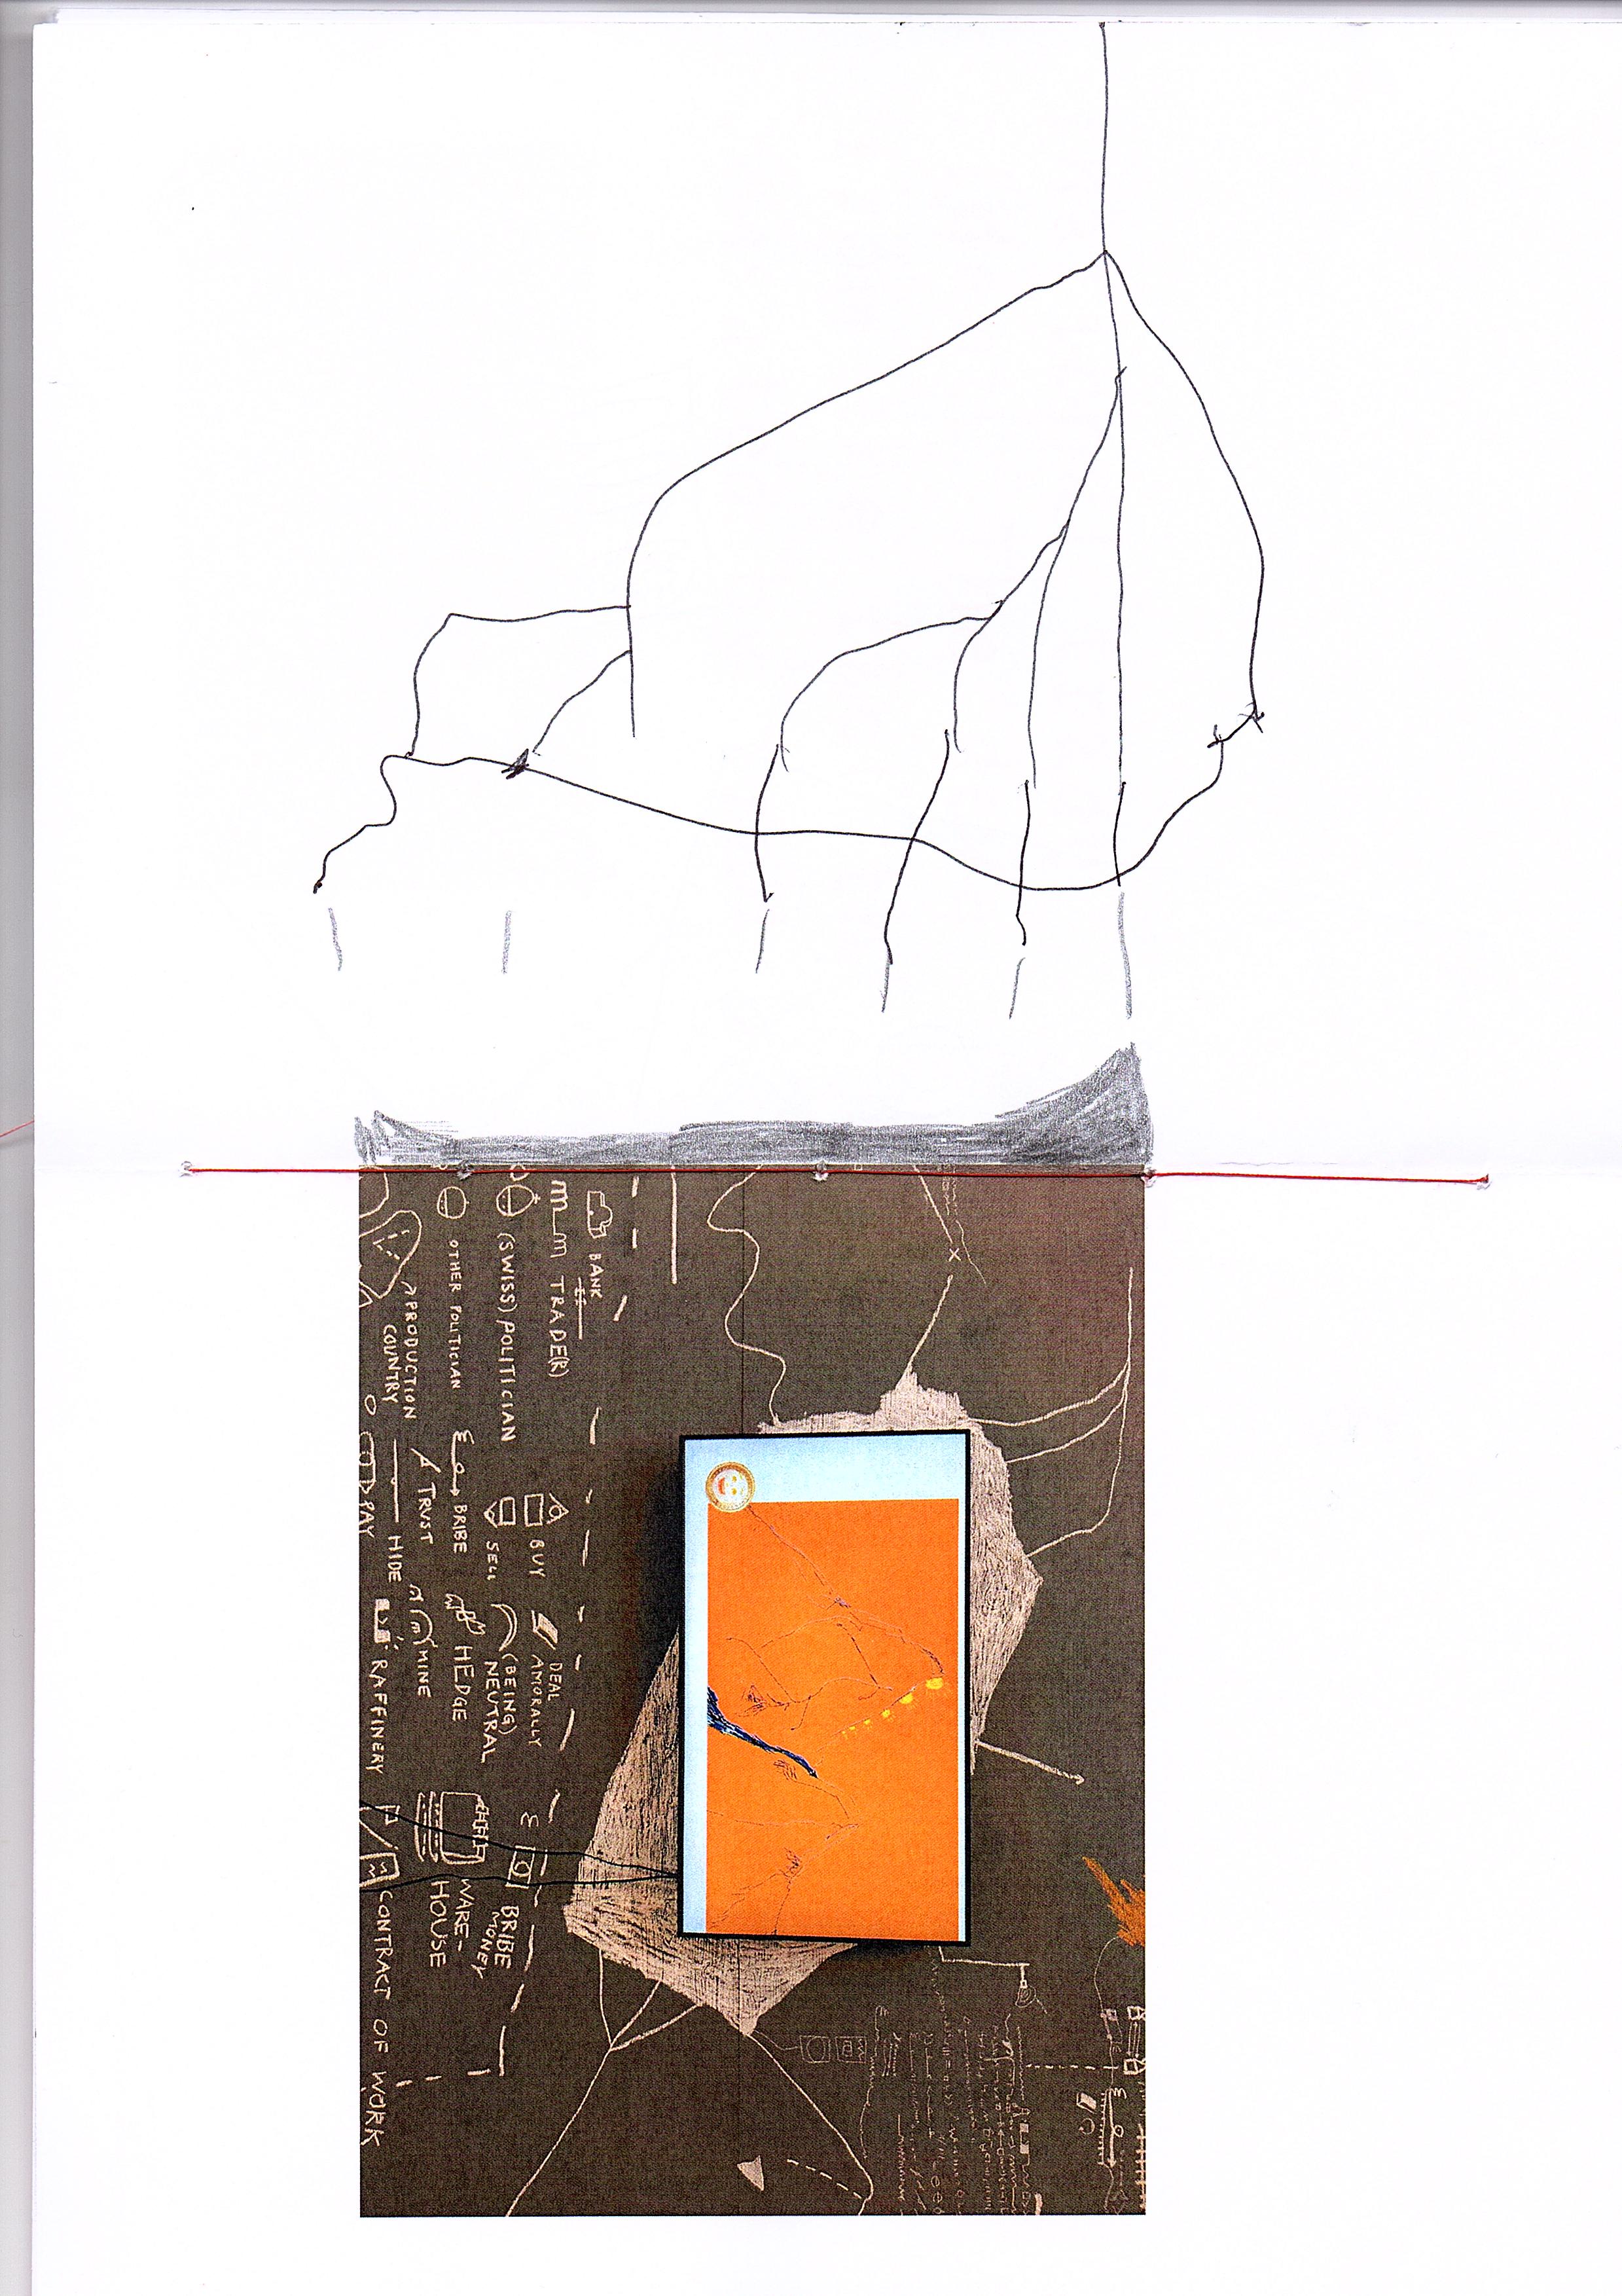 BANK
TRADE(R)
(SWISS) POLITICIAN
OTHER POLITICIAN
PRODUCTION
COUNTRY
BUY
SELL
BRIBE
TRUST
HIDE
PAY
DEAL
AMORALLY
(BEING)
NEUTRAL
HEDGE
MINE
RAFFINERY
BRIBE
MONEY
WARE-
HOUSE
CONTRACT OF WORK